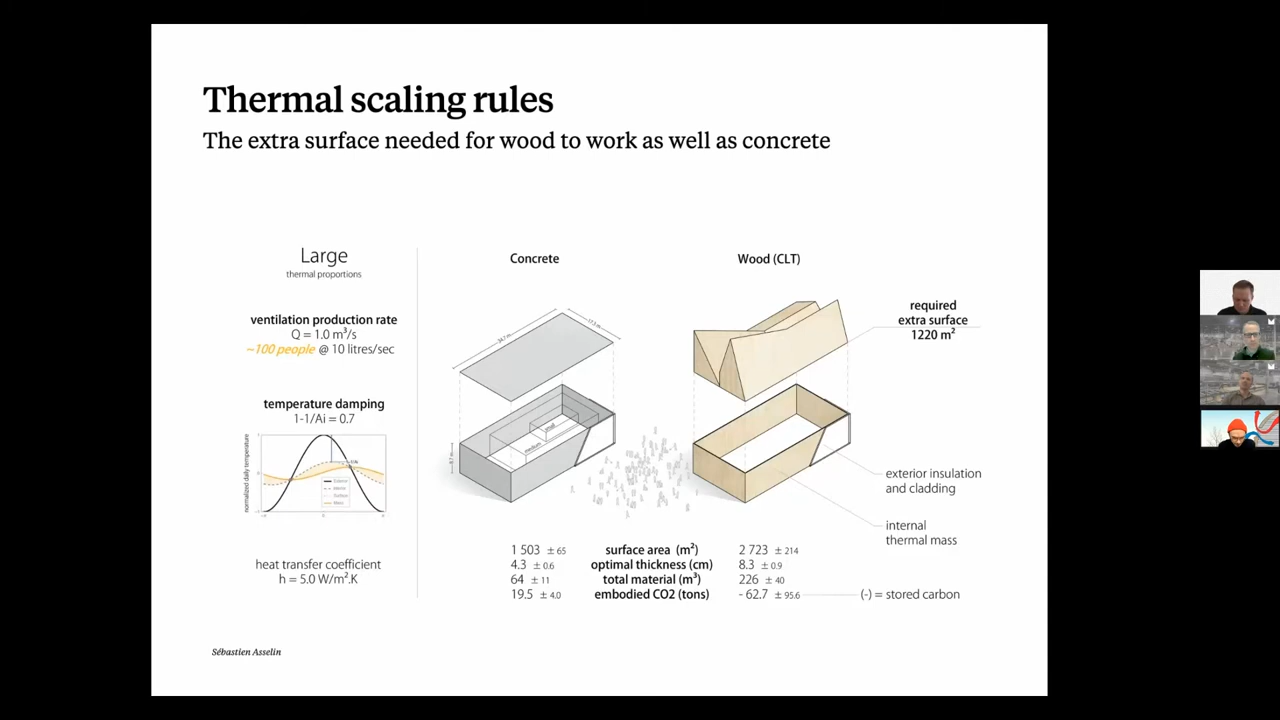 Thermal scaling rules
The extra surface needed for wood to work as well as concrete
Large
thermal proportions
ventilation production rate
Q = 1.0 m³/s
~100 people @ 10 litres/sec
temperature damping
1-1/Ai = 0.7
normalized daily temperature
heat transfer coefficient
h = 5.0 W/m².K
Concrete
Wood (CLT)
required
extra surface
1220 m²
medium
small
exterior insulation
and cladding
internal
thermal mass
1 503 ± 65 surface area (m²) 2 723 ± 214
4.3 ± 0.6 optimal thickness (cm) 8.3 ± 0.9
64 ± 11 total material (m³) 226 ± 40
19.5 ± 4.0 embodied CO2 (tons) - 62.7 ± 95.6 (-) = stored carbon
Sébastien Asselin